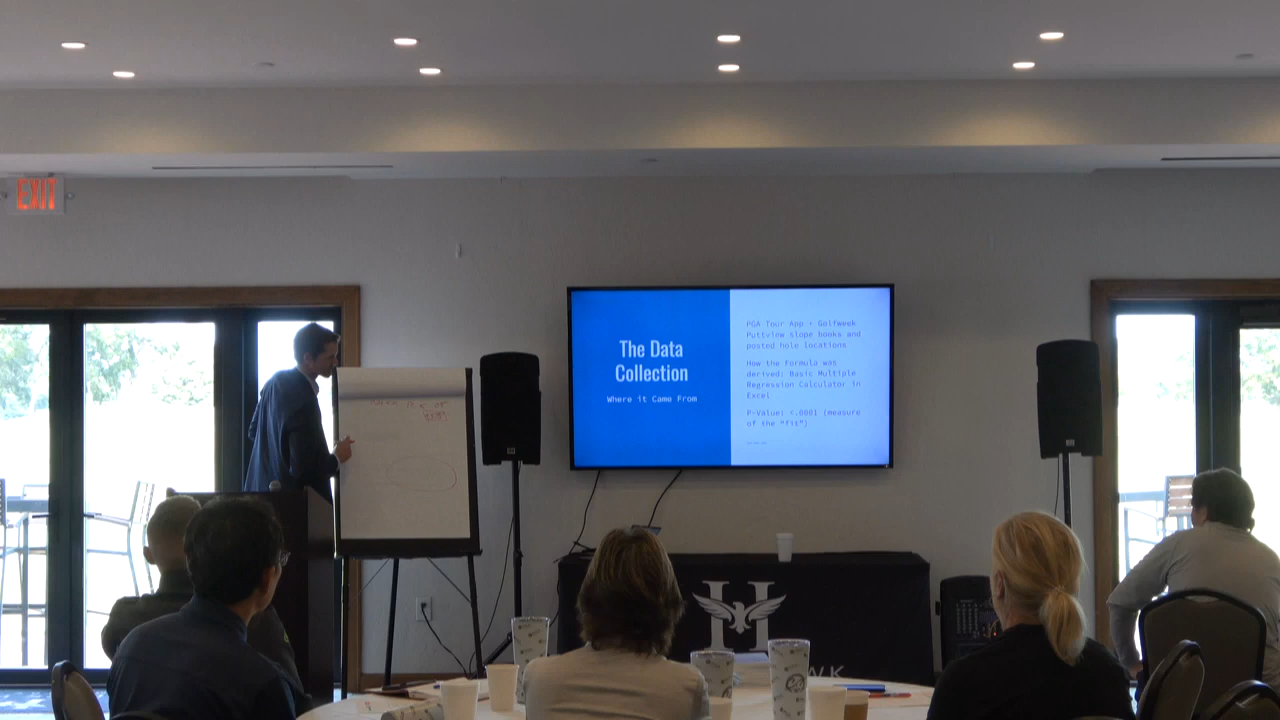 EXIT
The Data
Collection
Where it Came From
PGA Tour App + Golfweek
Puttview slope books and
posted hole locations
How the Formula was
derived: Basic Multiple
Regression Calculator in
Excel
P-Value: <.0001 (measure
of the "fit")
H
WK